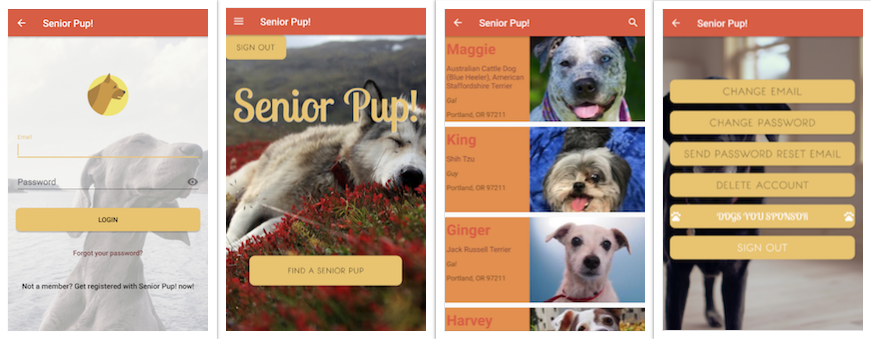 Senior Pup!
Email
Password
LOGIN
Forgot your password?
Not a member? Get registered with Senior Pup! now!
Senior Pup!
SIGN OUT
Senior Pup!
FIND A SENIOR PUP
Senior Pup!
Maggie
Australian Cattle Dog
(Blue Heeler), American
Staffordshire Terrier
Gal
Portland, OR 97211
King
Shih Tzu
Guy
Portland, OR 97211
Ginger
Jack Russell Terrier
Gal
Portland, OR 97211
Harvey
Senior Pup!
CHANGE EMAIL
CHANGE PASSWORD
SEND PASSWORD RESET EMAIL
DELETE ACCOUNT
DOGS YOU SPONSOR
SIGN OUT